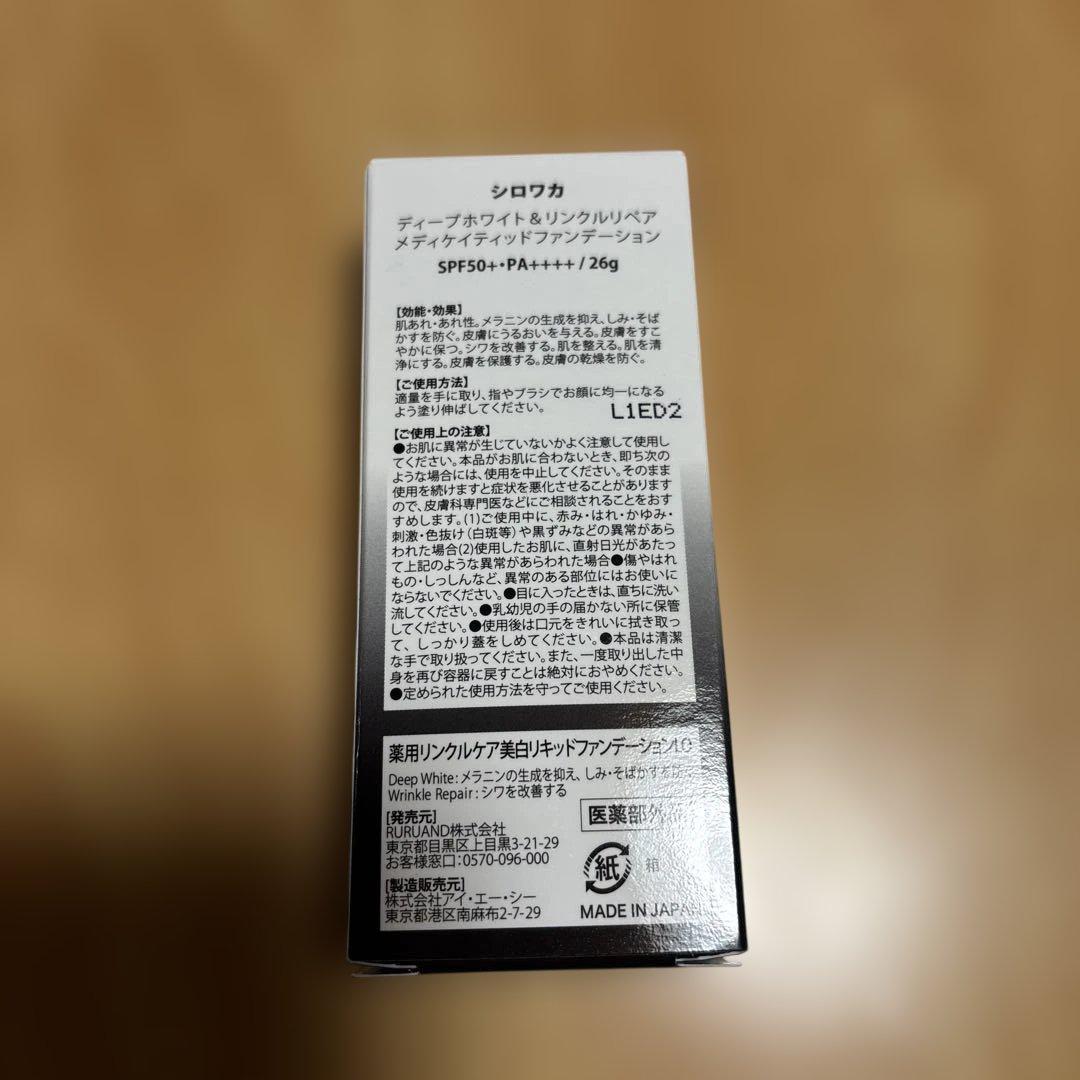 シロワカ
ディープホワイト&リンクルリペア
メディケイティッドファンデーション
SPF50+・PA++++ / 26g
【効能・効果】
肌あれ・あれ性。メラニンの生成を抑え、しみ・そば
かすを防ぐ。皮膚にうるおいを与える。皮膚をすこ
やかに保つ。シワを改善する。肌を整える。肌を清
浄にする。皮膚を保護する。皮膚の乾燥を防ぐ。
【ご使用方法】
適量を手に取り、指やブラシでお顔に均一になる
よう塗り伸ばしてください。
L1ED2
【ご使用上の注意】
●お肌に異常が生じていないかよく注意して使用し
てください。本品がお肌に合わないとき、即ち次の
ような場合には、使用を中止してください。そのまま
使用を続けますと症状を悪化させることがあります
ので、皮膚科専門医などにご相談されることをおす
すめします。(1)ご使用中に、赤み・はれ・かゆみ・
刺激・色抜け(白斑等)や黒ずみなどの異常があら
われた場合(2)使用したお肌に、直射日光があたっ
て上記のような異常があらわれた場合●傷やはれ
もの・しっしんなど、異常のある部位にはお使いに
ならないでください。●目に入ったときは、直ちに洗い
流してください。●乳幼児の手の届かない所に保管
してください。●使用後は口元をきれいに拭き取っ
て、しっかり蓋をしめてください。●本品は清潔
な手で取り扱ってください。また、一度取り出した中
身を再び容器に戻すことは絶対におやめください。
●定められた使用方法を守ってご使用ください。
薬用リンクルケア美白リキッドファンデーション
Deep White:メラニンの生成を抑え、しみ・そばかすを防ぐ
Wrinkle Repair:シワを改善する
医薬部外品
[発売元]
RURUAND株式会社
東京都目黒区上目黒3-21-29
お客様窓口:0570-096-000
紙
箱
[製造販売元]
株式会社アイ・エー・シー
東京都港区南麻布2-7-29
MADE IN JAPAN